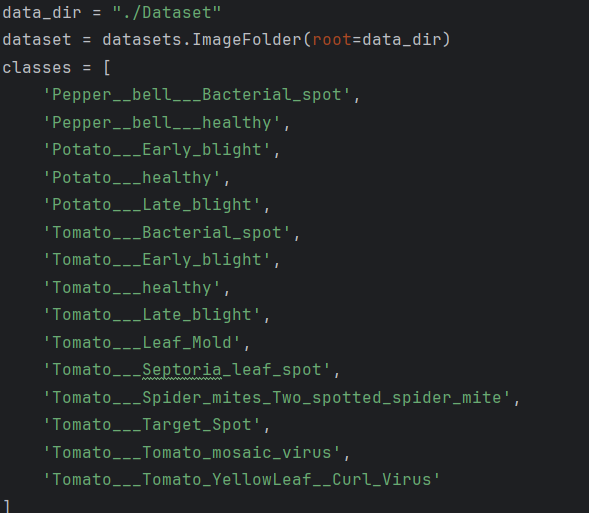 data_dir = "./Dataset"
dataset = datasets.ImageFolder(root=data_dir)
classes = [
    'Pepper__bell___Bacterial_spot',
    'Pepper__bell___healthy',
    'Potato___Early_blight',
    'Potato___healthy',
    'Potato___Late_blight',
    'Tomato___Bacterial_spot',
    'Tomato___Early_blight',
    'Tomato___healthy',
    'Tomato___Late_blight',
    'Tomato___Leaf_Mold',
    'Tomato___Septoria_leaf_spot',
    'Tomato___Spider_mites_Two_spotted_spider_mite',
    'Tomato___Target_Spot',
    'Tomato___Tomato_mosaic_virus',
    'Tomato___Tomato_YellowLeaf__Curl_Virus'
]